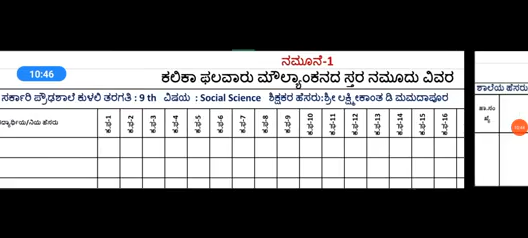 ನಮೂನೆ-1
10:46
ಕಲಿಕಾ ಫಲವಾರು ಮೌಲ್ಯಾಂಕನದ ಸ್ತರ ನಮೂದು ವಿವರ
ಸರ್ಕಾರಿ ಪ್ರೌಢಶಾಲೆ ಕುಳಲಿ ತರಗತಿ : 9 th ವಿಷಯ : Social Science ಶಿಕ್ಷಕರ ಹೆಸರು:ಶ್ರೀ ಲಕ್ಷ್ಮೀಕಾಂತ ಡಿ ಮಮದಾಪೂರ
ದ್ಯಾರ್ಥಿಯ/ನಿಯ ಹೆಸರು
ಕ.ಫ-1
ಕ.ಫ-2
ಕ.ಫ-3
ಕ.ಫ-4
ಕ.ಫ-5
ಕ.ಫ-6
ಕ.ಫ-7
ಕ.ಫ-8
ಕ.ಫ-9
ಕ.ಫ-10
ಕ.ಫ-11
ಕ.ಫ-12
ಕ.ಫ-13
ಕ.ಫ-14
ಕ.ಫ-15
ಕ.ಫ-16
ಶಾಲೆಯ ಹೆಸರು